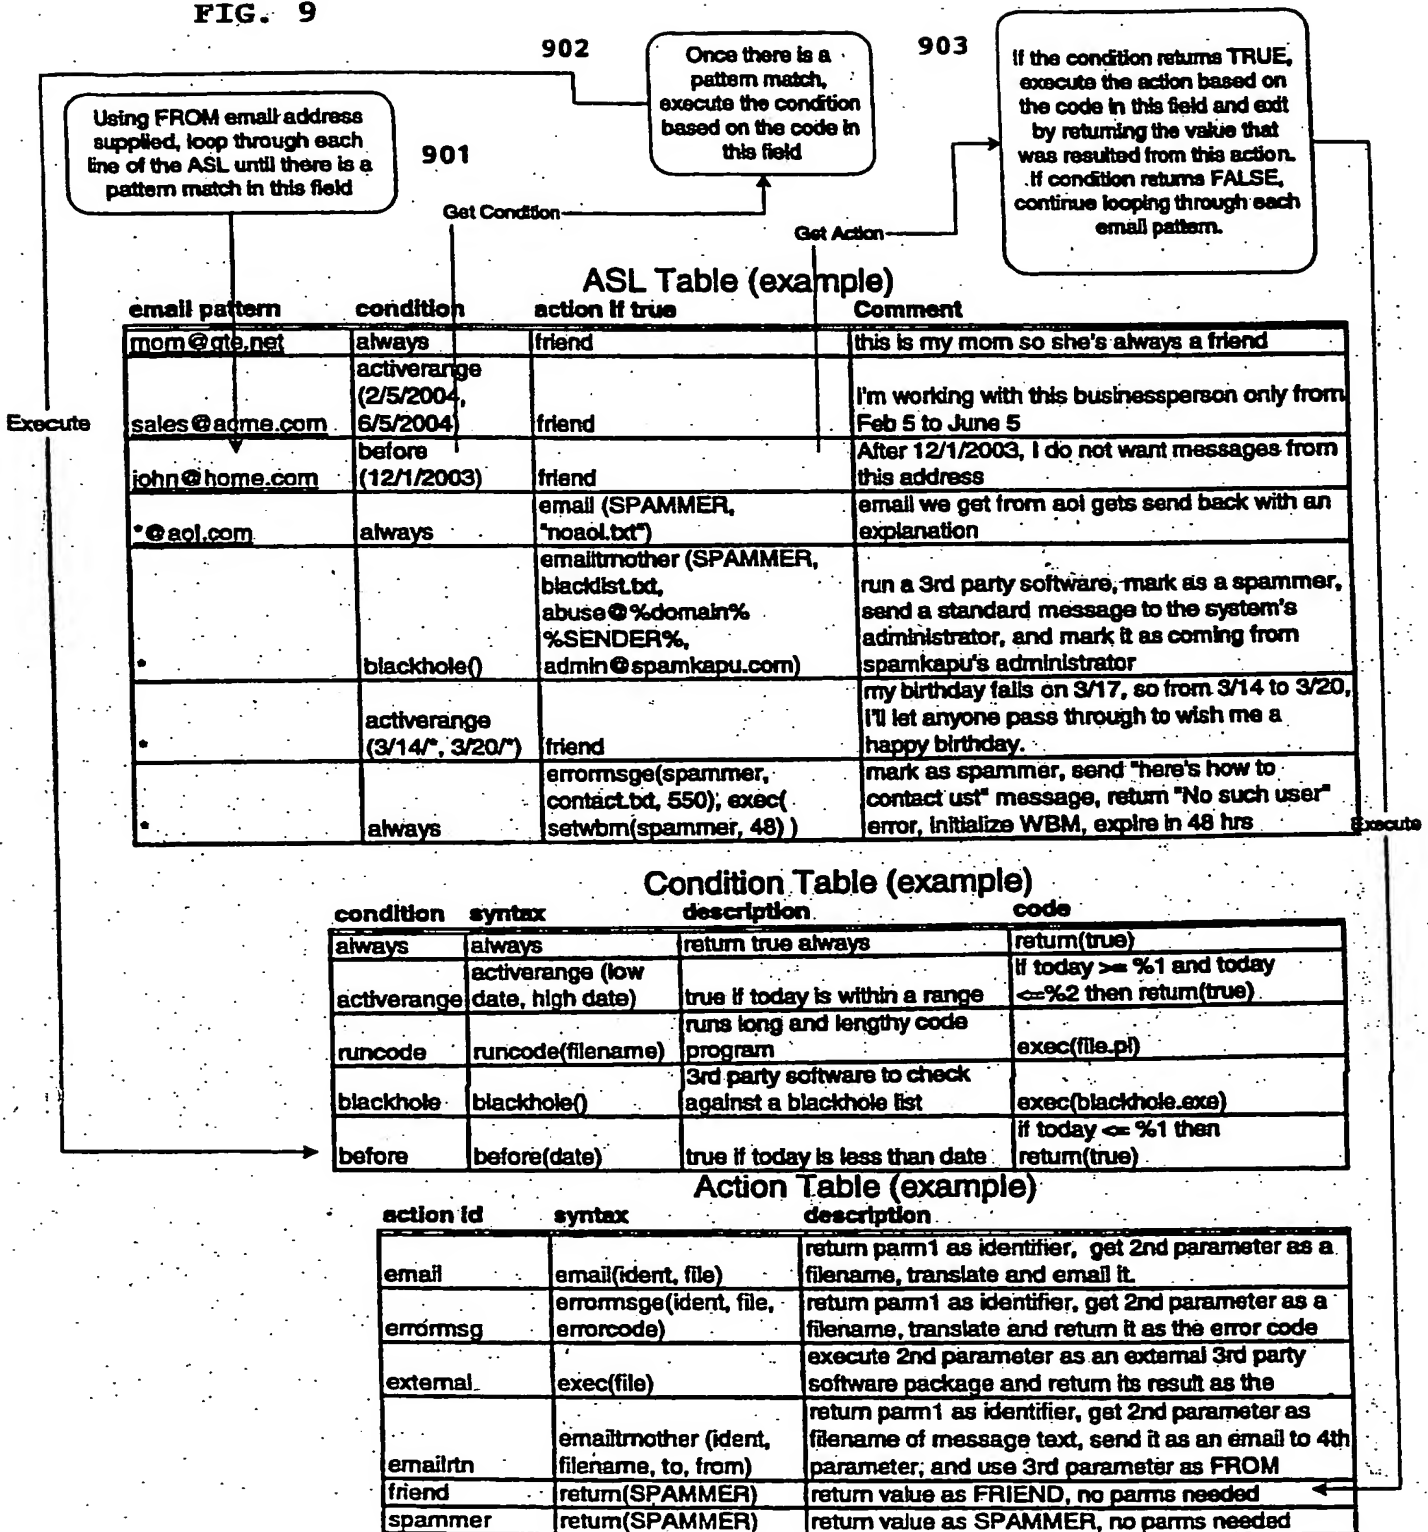 FIG. 9
902
903
901
Using FROM email address
supplied, loop through each
line of the ASL until there is a
pattern match in this field
Once there is a
pattern match,
execute the condition
based on the code in
this field
If the condition returns TRUE,
execute the action based on
the code in this field and exit
by returning the value that
was resulted from this action.
If condition returns FALSE,
continue looping through each
email pattern.
Get Condition
Get Action
Execute
Execute
ASL Table (example)
email pattern condition action if true Comment
mom@gte.net always friend this is my mom so she's always a friend
activerange
(2/5/2004, I'm working with this businessperson only from
sales@acme.com 6/5/2004) friend Feb 5 to June 5
before After 12/1/2003, I do not want messages from
john@home.com (12/1/2003) friend this address
email (SPAMMER, email we get from aol gets send back with an
*@aol.com always "noaol.txt") explanation
emailtrnother (SPAMMER,
blacklist.txt, run a 3rd party software, mark as a spammer,
abuse@%domain% send a standard message to the system's
%SENDER%, administrator, and mark it as coming from
* blackhole() admin@spamkapu.com) spamkapu's administrator
my birthday falls on 3/17, so from 3/14 to 3/20,
activerange I'll let anyone pass through to wish me a
* (3/14/*, 3/20/*) friend happy birthday.
errormsge(spammer, mark as spammer, send "here's how to
contact.txt, 550); exec( contact ust" message, return "No such user"
* always setwbm(spammer, 48) ) error, initialize WBM, expire in 48 hrs
Condition Table (example)
condition syntax description code
always always return true always return(true)
activerange (low if today >= %1 and today
activerange date, high date) true if today is within a range <=%2 then return(true)
runs long and lengthy code
runcode runcode(filename) program exec(file.pl)
3rd party software to check
blackhole blackhole() against a blackhole list exec(blackhole.exe)
if today <= %1 then
before before(date) true if today is less than date return(true)
Action Table (example)
action id syntax description
return parm1 as identifier, get 2nd parameter as a
email email(ident, file) filename, translate and email it.
errormsge(ident, file, return parm1 as identifier, get 2nd parameter as a
errormsg errorcode) filename, translate and return it as the error code
execute 2nd parameter as an external 3rd party
external exec(file) software package and return its result as the
return parm1 as identifier, get 2nd parameter as
emailtrnother (ident, filename of message text, send it as an email to 4th
emailrtn filename, to, from) parameter; and use 3rd parameter as FROM
friend return(SPAMMER) return value as FRIEND, no parms needed
spammer return(SPAMMER) return value as SPAMMER, no parms needed